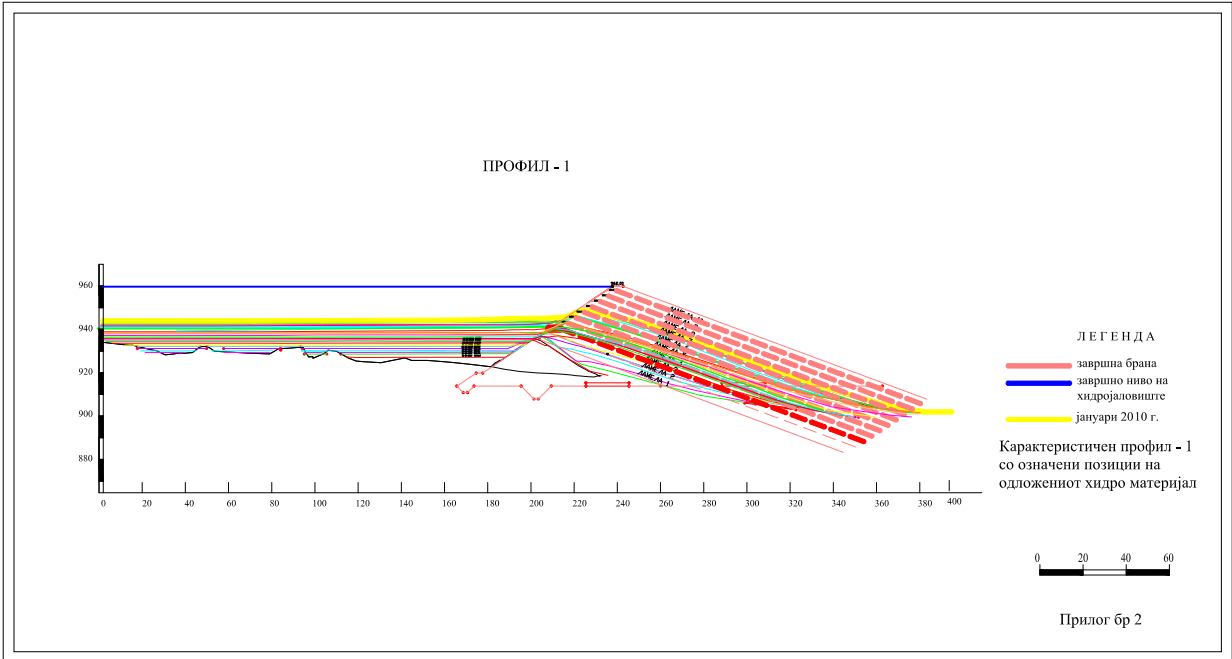 ПРОФИЛ - 1
960
940
920
900
880
0 20 40 60 80 100 120 140 160 180 200 220 240 260 280 300 320 340 360 380 400
Л Е Г Е Н Д А
завршна брана
завршно ниво на
хидројаловиште
јануари 2010 г.
Карактеристичен профил - 1
со означени позиции на
одложениот хидро материјал
0 20 40 60
Прилог бр 2